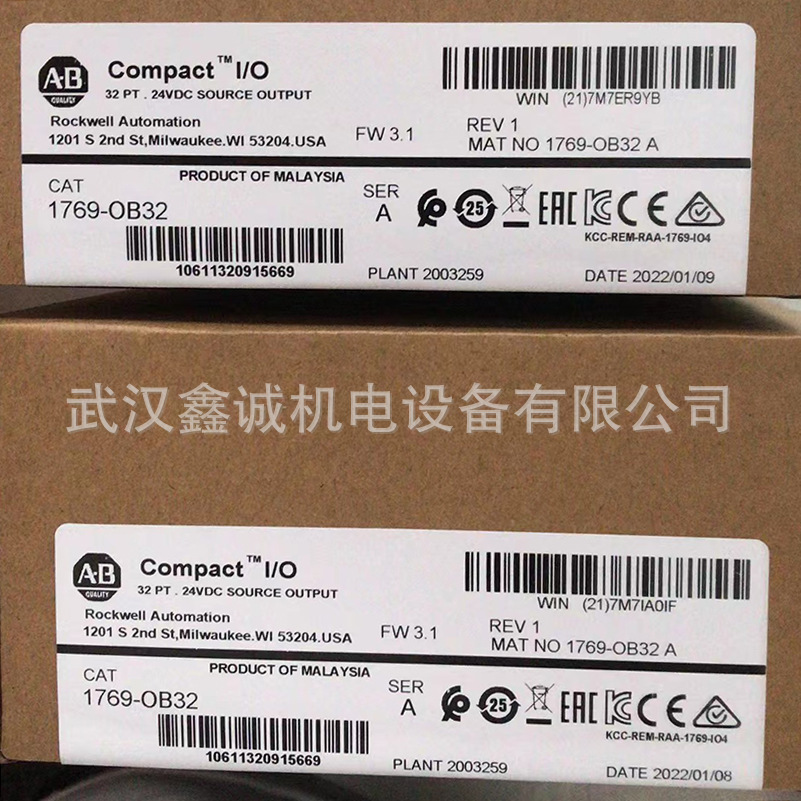 A-B
QUALITY
Compact™ I/O
32 PT . 24VDC SOURCE OUTPUT
WIN (21)7M7ER9YB
Rockwell Automation
1201 S 2nd St,Milwaukee.WI 53204.USA
FW 3.1
REV 1
MAT NO 1769-OB32 A
PRODUCT OF MALAYSIA
CAT
1769-OB32
SER
A
25
EAC
CE
KCC-REM-RAA-1769-IO4
10611320915669
PLANT 2003259
DATE 2022/01/09
武汉鑫诚机电设备有限公司
A-B
QUALITY
Compact™ I/O
32 PT . 24VDC SOURCE OUTPUT
WIN (21)7M7IA0IF
Rockwell Automation
1201 S 2nd St,Milwaukee.WI 53204.USA
FW 3.1
REV 1
MAT NO 1769-OB32 A
PRODUCT OF MALAYSIA
CAT
1769-OB32
SER
A
25
EAC
CE
KCC-REM-RAA-1769-IO4
10611320915669
PLANT 2003259
DATE 2022/01/08